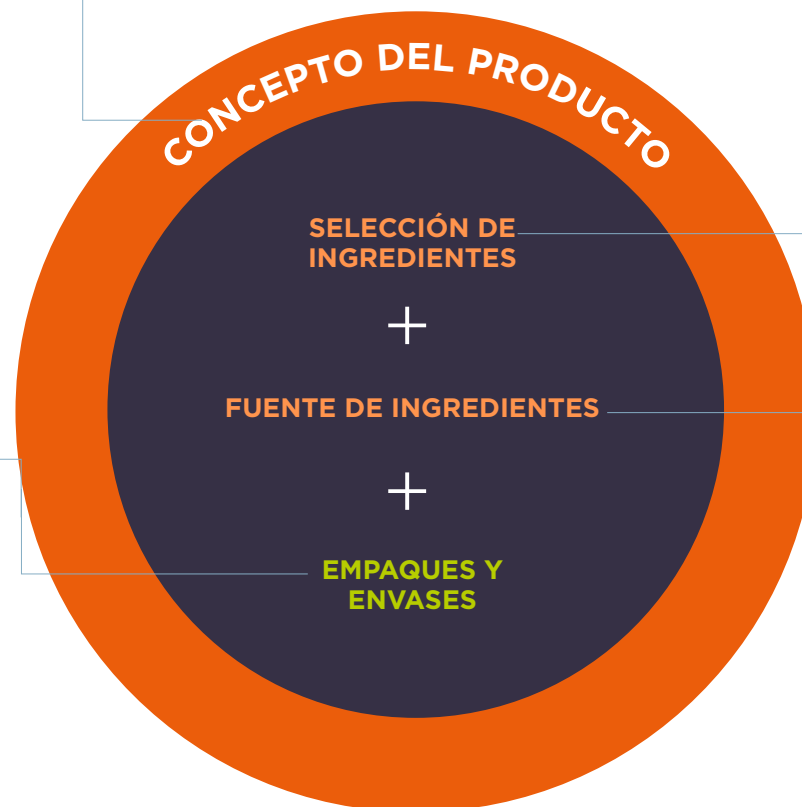 CONCEPTO DEL PRODUCTO
SELECCIÓN DE
INGREDIENTES
+
FUENTE DE INGREDIENTES
+
EMPAQUES Y
ENVASES